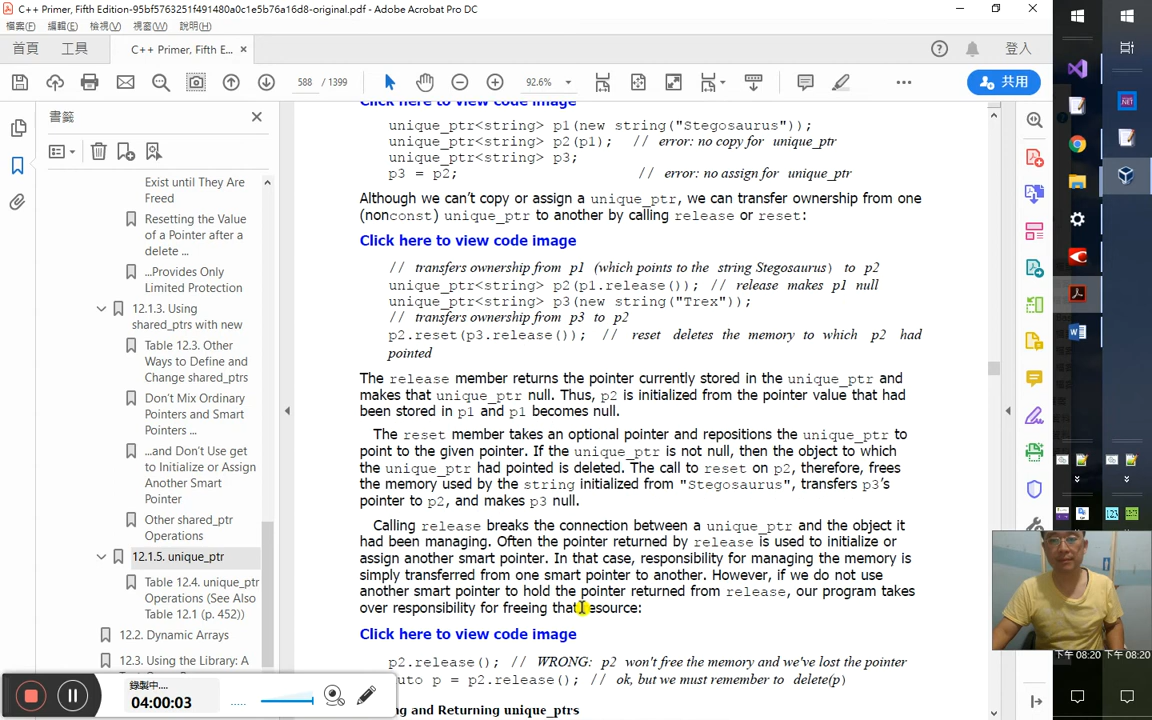 C++ Primer, Fifth Edition-95bf5763251f491480a0c1e5b76a16d8-original.pdf - Adobe Acrobat Pro DC
檔案(F) 編輯(E) 檢視(V) 視窗(W) 說明(H)
首頁 工具 C++ Primer, Fifth E... × 登入
588 / 1399 92.6% 共用
書籤
Exist until They Are
Freed
Resetting the Value
of a Pointer after a
delete ...
...Provides Only
Limited Protection
12.1.3. Using
shared_ptrs with new
Table 12.3. Other
Ways to Define and
Change shared_ptrs
Don't Mix Ordinary
Pointers and Smart
Pointers ...
...and Don't Use get
to Initialize or Assign
Another Smart
Pointer
Other shared_ptr
Operations
12.1.5. unique_ptr
Table 12.4. unique_ptr
Operations (See Also
Table 12.1 (p. 452))
12.2. Dynamic Arrays
12.3. Using the Library: A
Click here to view code image
unique_ptr<string> p1(new string("Stegosaurus"));
unique_ptr<string> p2(p1); // error: no copy for unique_ptr
unique_ptr<string> p3;
p3 = p2; // error: no assign for unique_ptr
Although we can't copy or assign a unique_ptr, we can transfer ownership from one
(nonconst) unique_ptr to another by calling release or reset:
Click here to view code image
// transfers ownership from p1 (which points to the string Stegosaurus) to p2
unique_ptr<string> p2(p1.release()); // release makes p1 null
unique_ptr<string> p3(new string("Trex"));
// transfers ownership from p3 to p2
p2.reset(p3.release()); // reset deletes the memory to which p2 had
pointed
The release member returns the pointer currently stored in the unique_ptr and
makes that unique_ptr null. Thus, p2 is initialized from the pointer value that had
been stored in p1 and p1 becomes null.
The reset member takes an optional pointer and repositions the unique_ptr to
point to the given pointer. If the unique_ptr is not null, then the object to which
the unique_ptr had pointed is deleted. The call to reset on p2, therefore, frees
the memory used by the string initialized from "Stegosaurus", transfers p3's
pointer to p2, and makes p3 null.
Calling release breaks the connection between a unique_ptr and the object it
had been managing. Often the pointer returned by release is used to initialize or
assign another smart pointer. In that case, responsibility for managing the memory is
simply transferred from one smart pointer to another. However, if we do not use
another smart pointer to hold the pointer returned from release, our program takes
over responsibility for freeing that resource:
Click here to view code image
p2.release(); // WRONG: p2 won't free the memory and we've lost the pointer
auto p = p2.release(); // ok, but we must remember to delete(p)
and Returning unique_ptrs
錄製中....
04:00:03
下午 08:20 下午 08:20